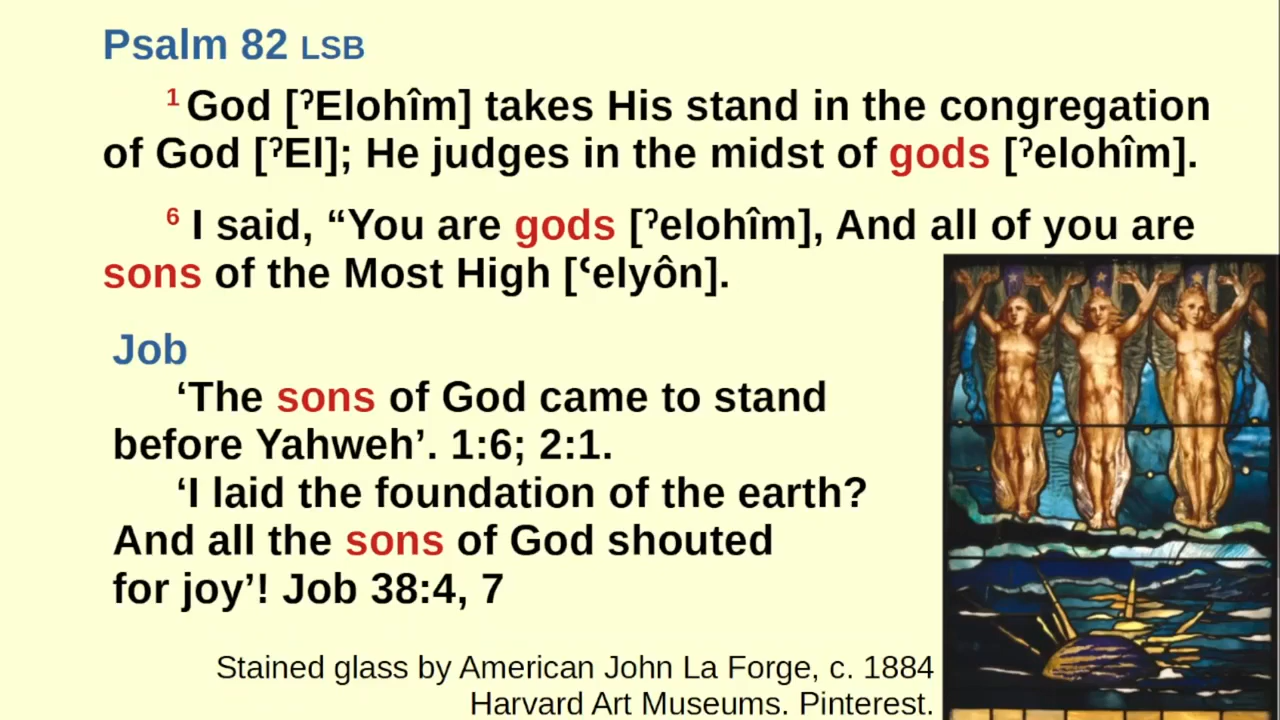 Psalm 82 LSB
1 God [ˀElohîm] takes His stand in the congregation
of God [ˀEl]; He judges in the midst of gods [ˀelohîm].
6 I said, “You are gods [ˀelohîm], And all of you are
sons of the Most High [ʿelyôn].
Job
‘The sons of God came to stand
before Yahweh’. 1:6; 2:1.
‘I laid the foundation of the earth?
And all the sons of God shouted
for joy’! Job 38:4, 7
Stained glass by American John La Forge, c. 1884
Harvard Art Museums. Pinterest.